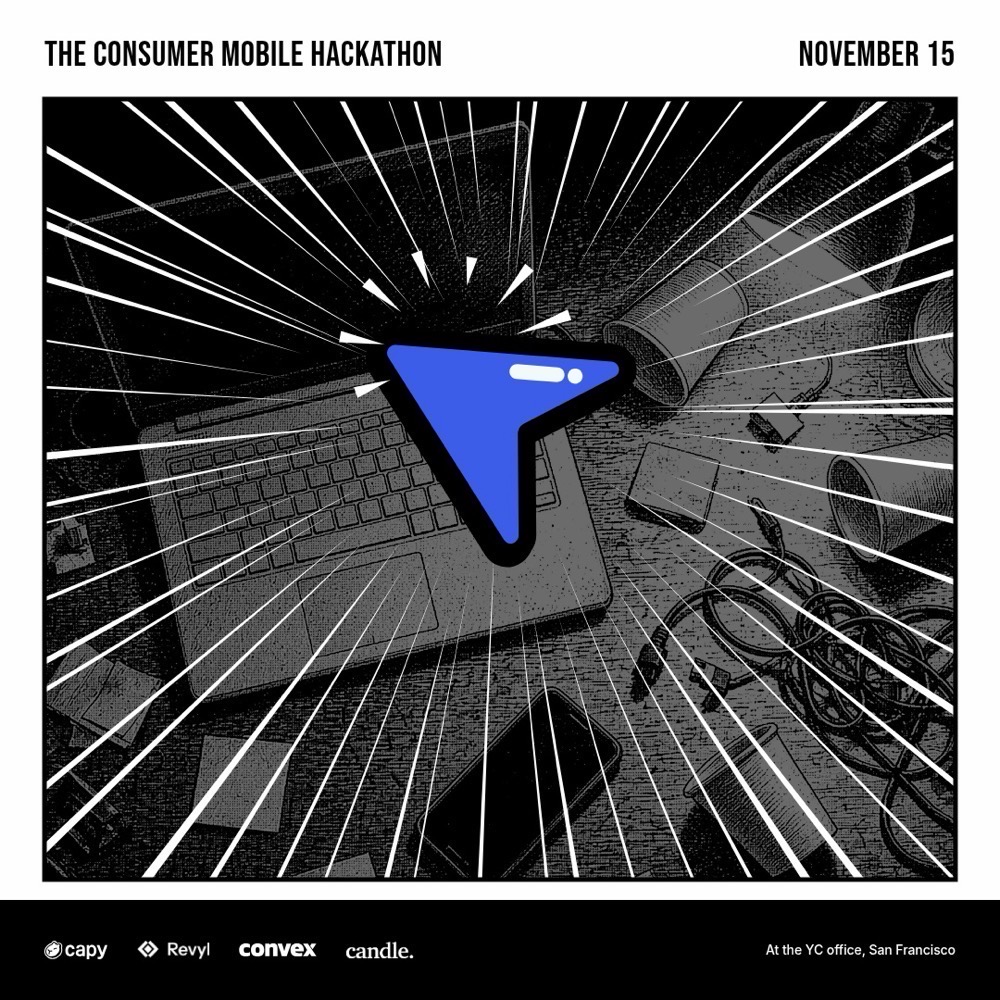 THE CONSUMER MOBILE HACKATHON
NOVEMBER 15
capy
Revyl
convex
candle.
At the YC office, San Francisco